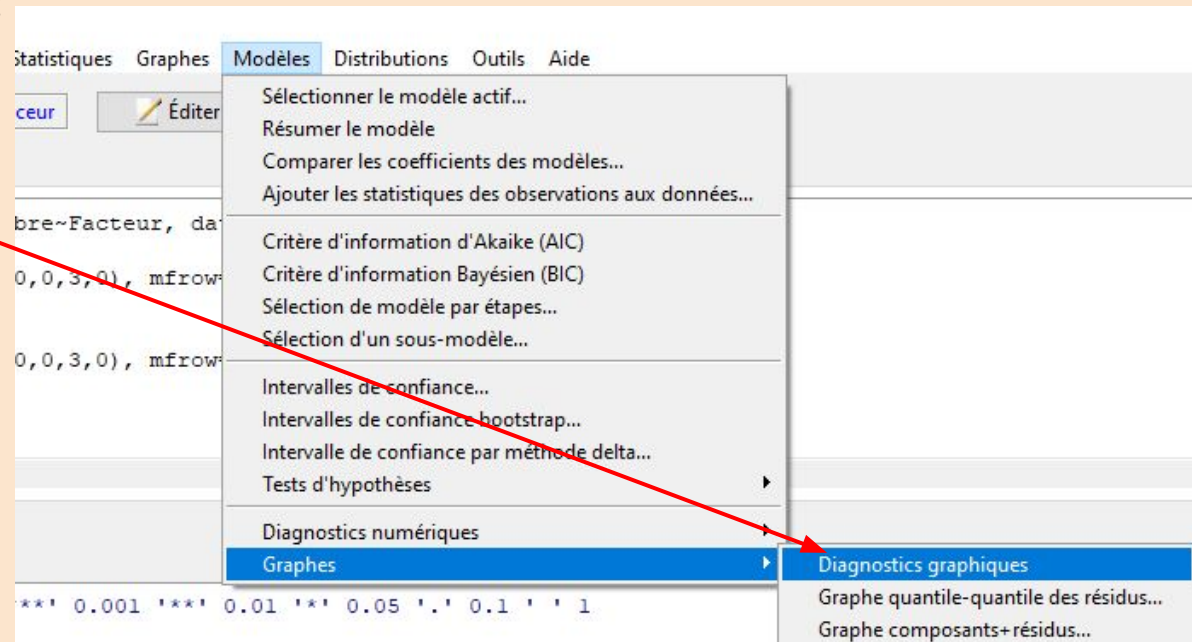 Statistiques Graphes Modèles Distributions Outils Aide
ceur Éditer
Sélectionner le modèle actif...
Résumer le modèle
Comparer les coefficients des modèles...
Ajouter les statistiques des observations aux données...
bre~Facteur, da
Critère d'information d'Akaike (AIC)
0,0,3,0), mfrow
Critère d'information Bayésien (BIC)
Sélection de modèle par étapes...
Sélection d'un sous-modèle...
0,0,3,0), mfrow
Intervalles de confiance...
Intervalles de confiance bootstrap...
Intervalle de confiance par méthode delta...
Tests d'hypothèses
Diagnostics numériques
Graphes
Diagnostics graphiques
Graphe quantile-quantile des résidus...
Graphe composants+résidus...
**' 0.001 '**' 0.01 '*' 0.05 '.' 0.1 ' ' 1